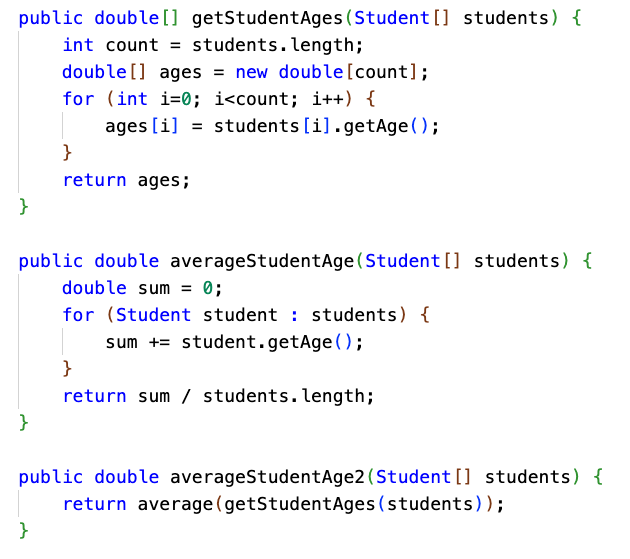 public double[] getStudentAges(Student[] students) {
    int count = students.length;
    double[] ages = new double[count];
    for (int i=0; i<count; i++) {
        ages[i] = students[i].getAge();
    }
    return ages;
}

public double averageStudentAge(Student[] students) {
    double sum = 0;
    for (Student student : students) {
        sum += student.getAge();
    }
    return sum / students.length;
}

public double averageStudentAge2(Student[] students) {
    return average(getStudentAges(students));
}